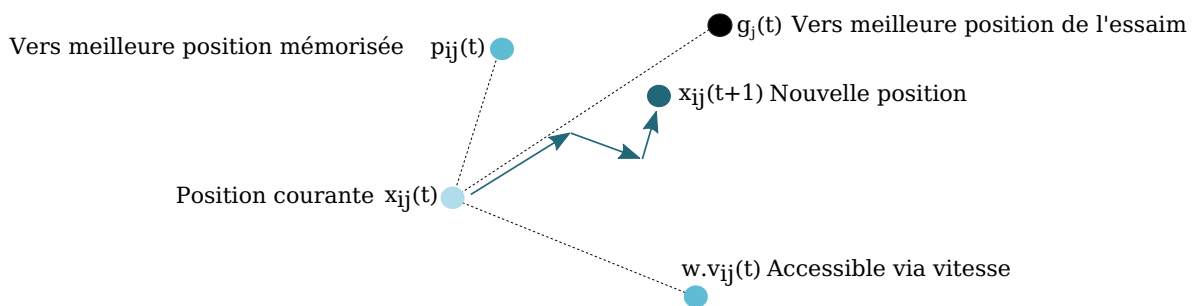 g_j(t) Vers meilleure position de l'essaim
Vers meilleure position mémorisée p_ij(t)
x_ij(t+1) Nouvelle position
Position courante x_ij(t)
w.v_ij(t) Accessible via vitesse